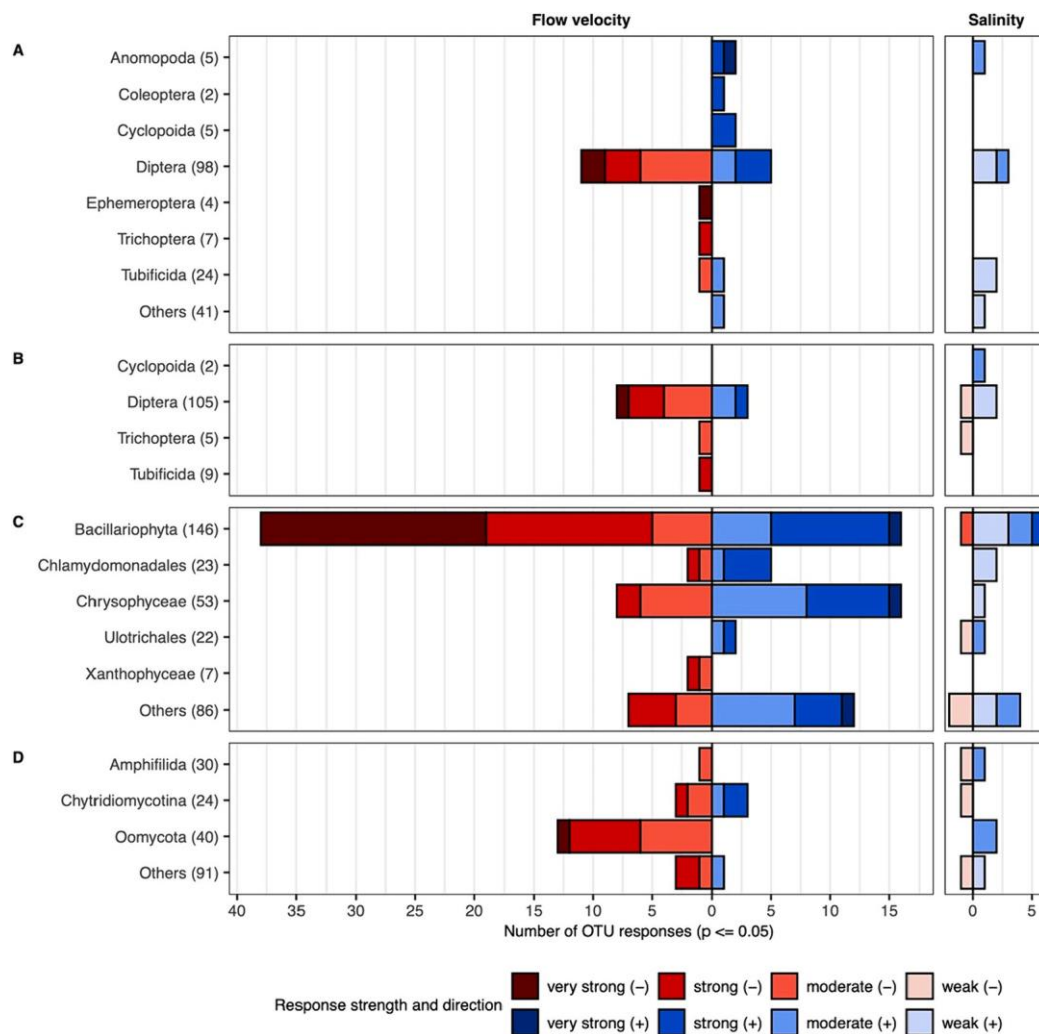 Flow velocity Salinity
A
Anomopoda (5)
Coleoptera (2)
Cyclopoida (5)
Diptera (98)
Ephemeroptera (4)
Trichoptera (7)
Tubificida (24)
Others (41)
B
Cyclopoida (2)
Diptera (105)
Trichoptera (5)
Tubificida (9)
C
Bacillariophyta (146)
Chlamydomonadales (23)
Chrysophyceae (53)
Ulotrichales (22)
Xanthophyceae (7)
Others (86)
D
Amphifilida (30)
Chytridiomycotina (24)
Oomycota (40)
Others (91)
40 35 30 25 20 15 10 5 0 5 10 15 0 5
Number of OTU responses (p <= 0.05)
Response strength and direction
very strong (−) strong (−) moderate (−) weak (−)
very strong (+) strong (+) moderate (+) weak (+)